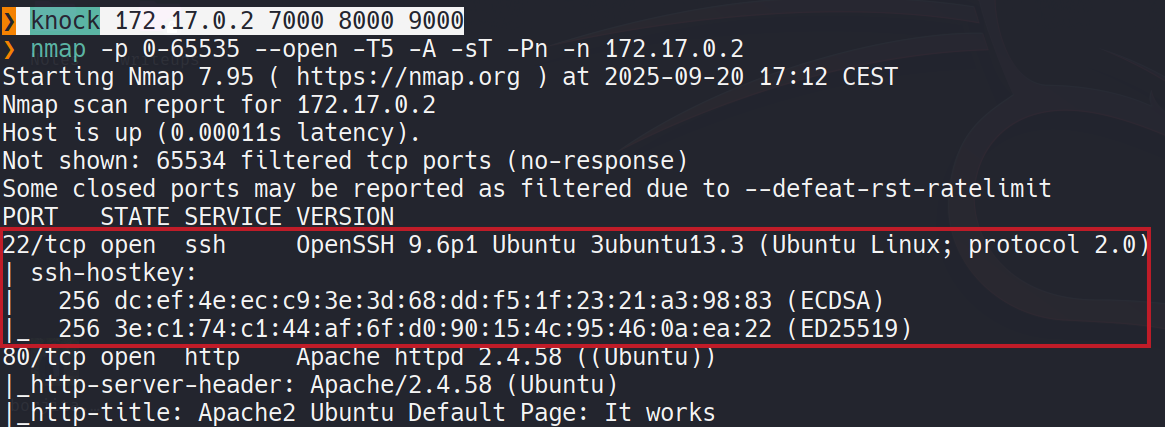 ❯ knock 172.17.0.2 7000 8000 9000
❯ nmap -p 0-65535 --open -T5 -A -sT -Pn -n 172.17.0.2
Starting Nmap 7.95 ( https://nmap.org ) at 2025-09-20 17:12 CEST
Nmap scan report for 172.17.0.2
Host is up (0.00011s latency).
Not shown: 65534 filtered tcp ports (no-response)
Some closed ports may be reported as filtered due to --defeat-rst-ratelimit
PORT   STATE SERVICE VERSION
22/tcp open  ssh     OpenSSH 9.6p1 Ubuntu 3ubuntu13.3 (Ubuntu Linux; protocol 2.0)
| ssh-hostkey:
|   256 dc:ef:4e:ec:c9:3e:3d:68:dd:f5:1f:23:21:a3:98:83 (ECDSA)
|_  256 3e:c1:74:c1:44:af:6f:d0:90:15:4c:95:46:0a:ea:22 (ED25519)
80/tcp open  http    Apache httpd 2.4.58 ((Ubuntu))
|_http-server-header: Apache/2.4.58 (Ubuntu)
|_http-title: Apache2 Ubuntu Default Page: It works